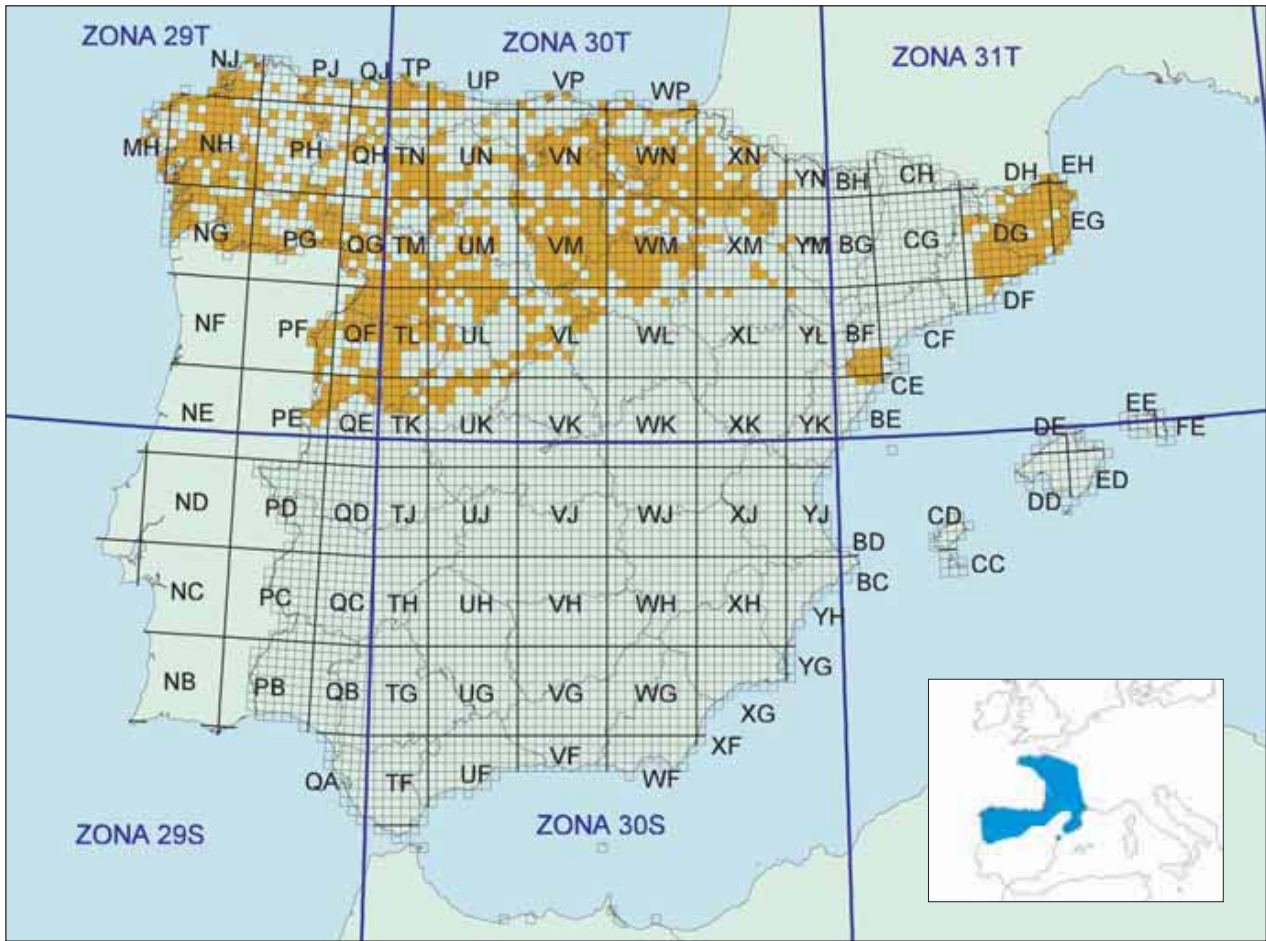 ZONA 29T
ZONA 30T
ZONA 31T
NJ PJ QJ TP UP VP WP
MH NH PH QH TN UN VN WN XN YN BH CH DH EH
NG PG QG TM UM VM WM XM YM BG CG DG EG
NF PF QF TL UL VL WL XL YL BF CF DF
NE PE QE TK UK VK WK XK YK BE CE DE EE FE
ND PD QD TJ UJ VJ WJ XJ YJ BD CD DD ED
NC PC QC TH UH VH WH XH YH BC CC
NB PB QB TG UG VG WG XG YG
QA TF UF VF WF XF
ZONA 29S
ZONA 30S